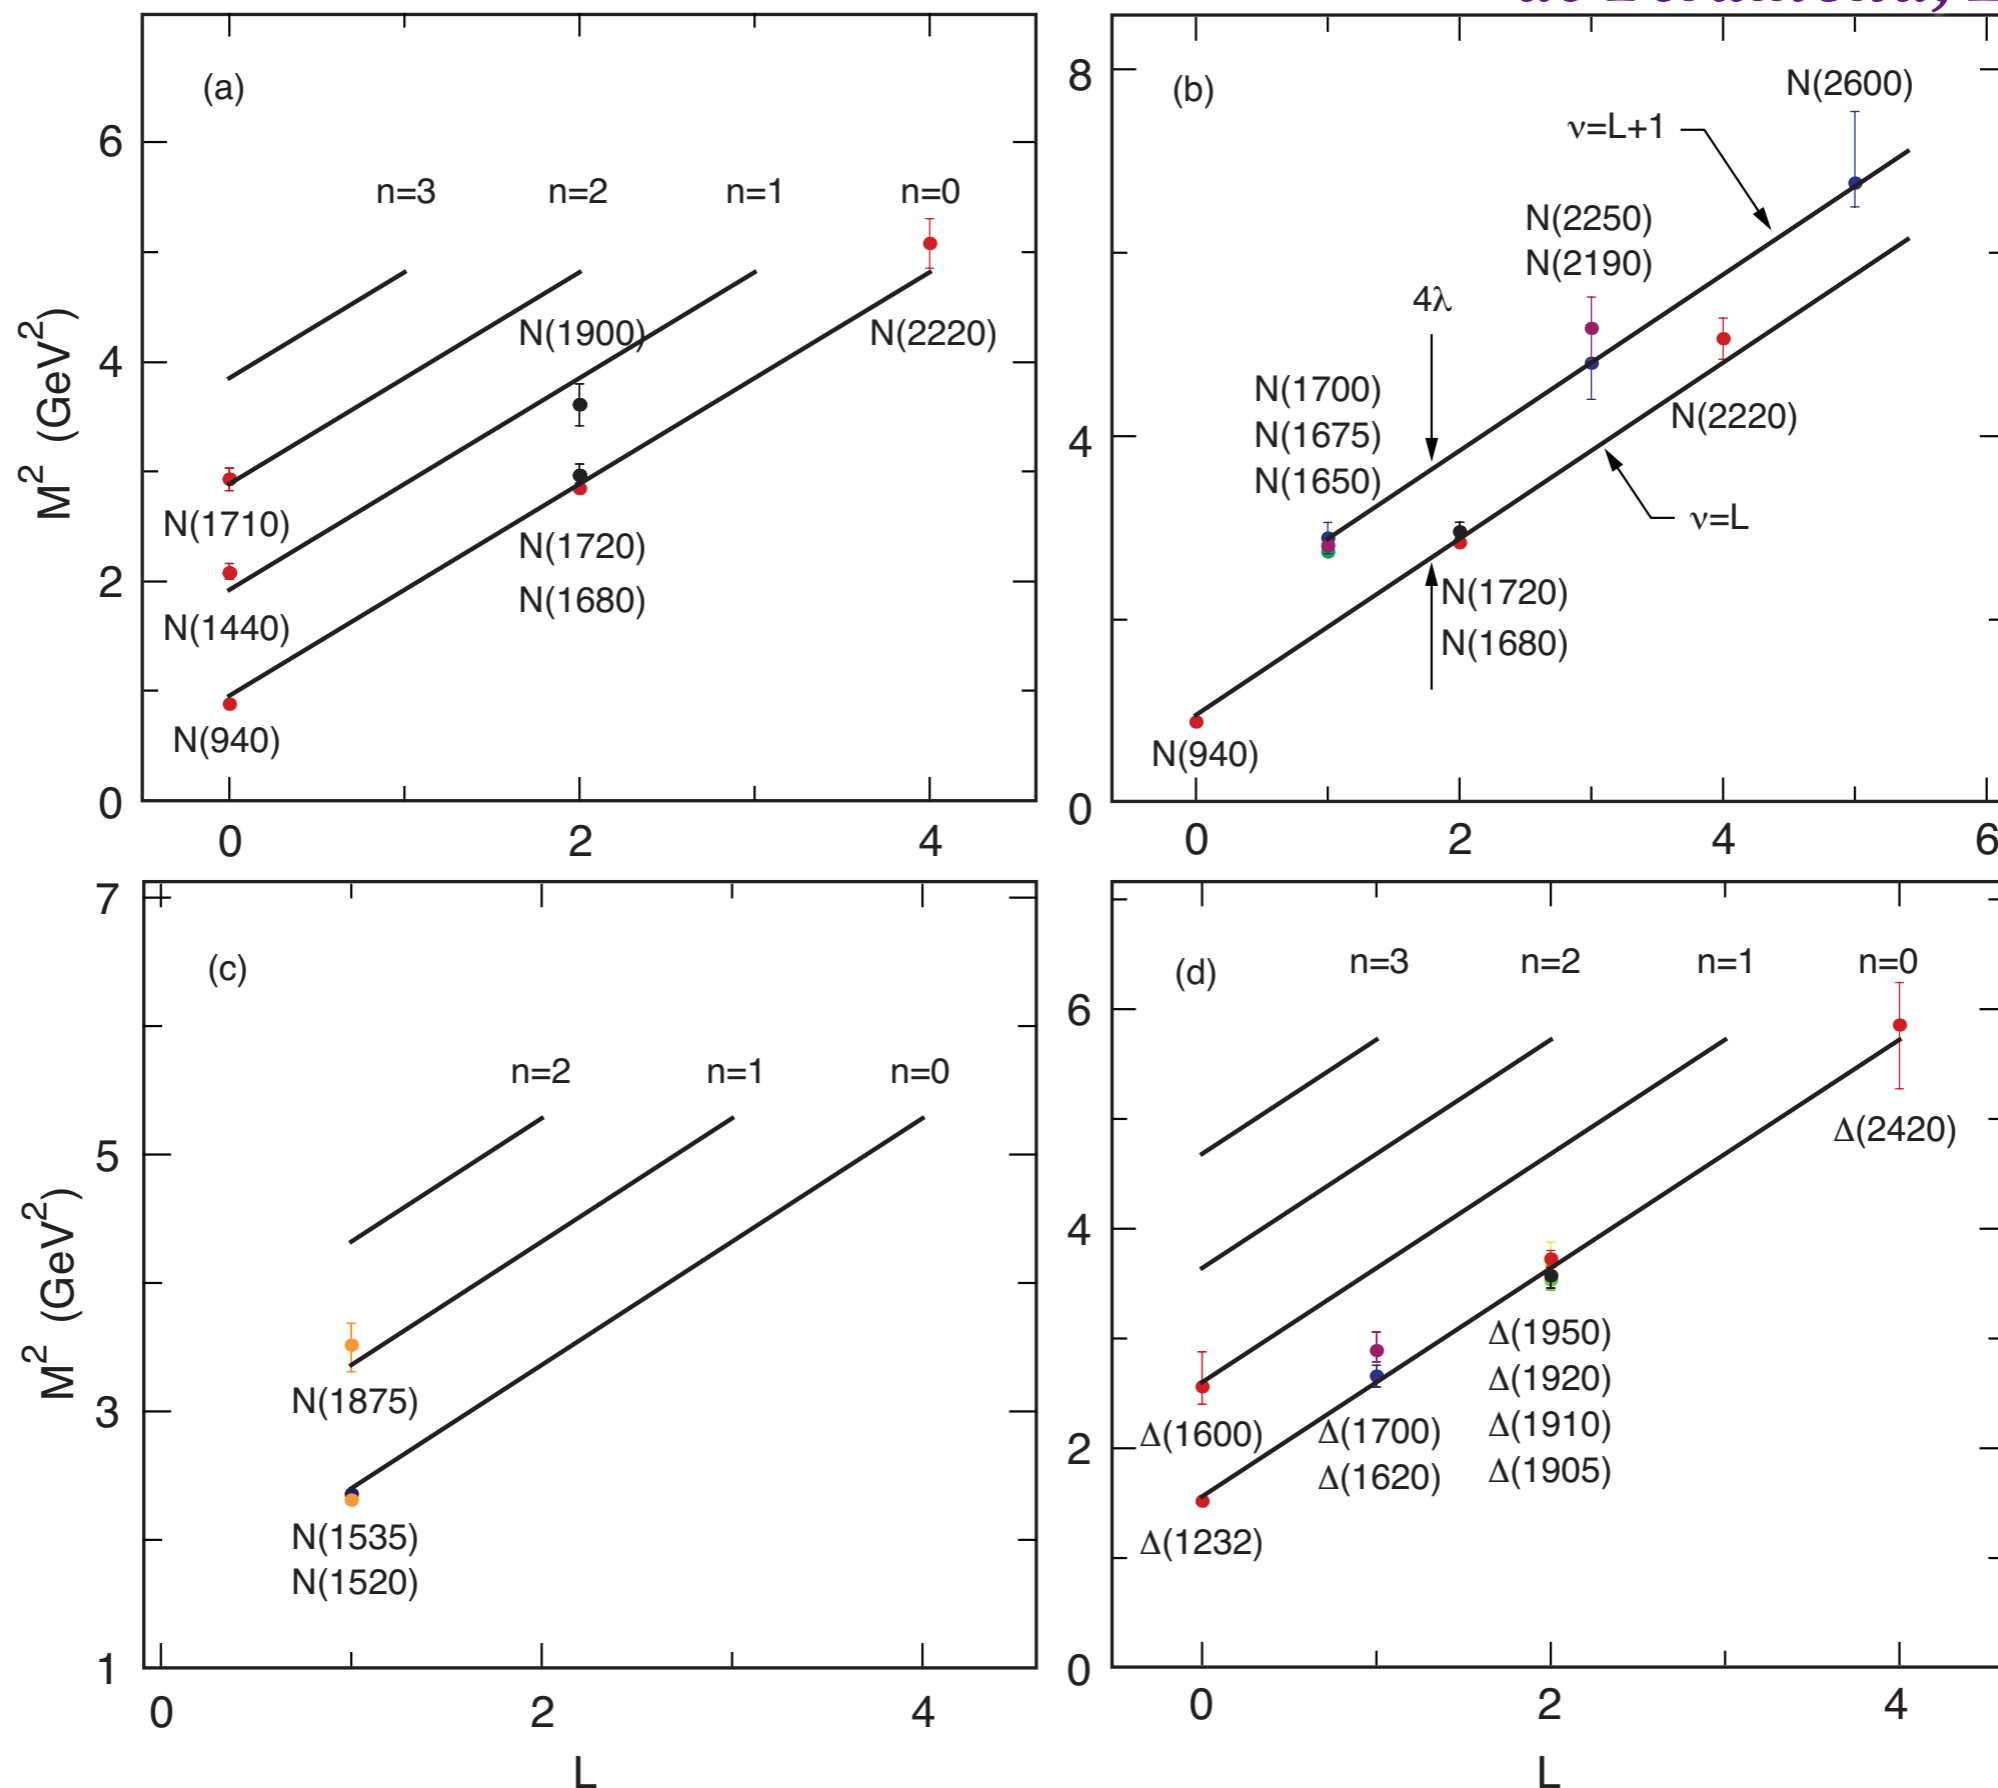 (a)
6
n=3 n=2 n=1 n=0
N(1900)
N(2220)
4
M² (GeV²)
N(1710)
N(1720)
2
N(1680)
N(1440)
N(940)
0
0 2 4
(b)
8
N(2600)
ν=L+1
N(2250)
N(2190)
4λ
N(1700)
N(1675)
N(1650)
4
N(2220)
ν=L
N(1720)
N(1680)
N(940)
0
0 2 4 6
7
(c)
n=2 n=1 n=0
5
M² (GeV²)
N(1875)
3
N(1535)
N(1520)
1
0 2 4
L
(d)
n=3 n=2 n=1 n=0
6
Δ(2420)
4
Δ(1950)
Δ(1920)
Δ(1910)
Δ(1905)
Δ(1600)
Δ(1700)
Δ(1620)
2
Δ(1232)
0
0 2 4
L